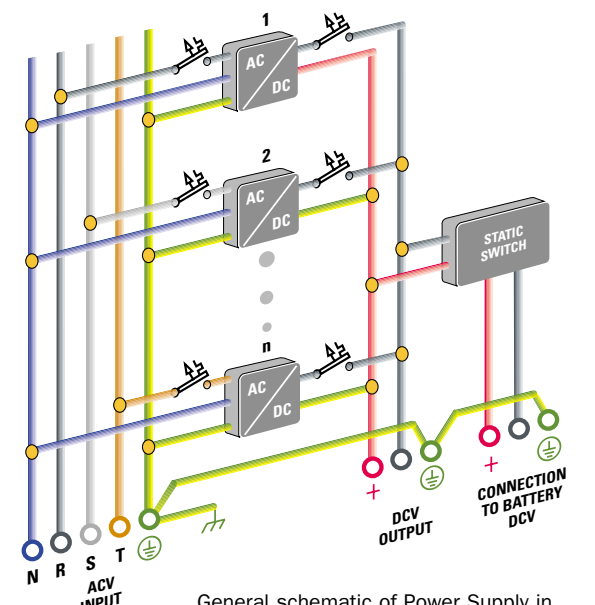 1
AC
DC
2
AC
DC
STATIC
SWITCH
n
AC
DC
+
DCV
OUTPUT
+
CONNECTION
TO BATTERY
DCV
N R S T
ACV
INPUT
General schematic of Power Supply in